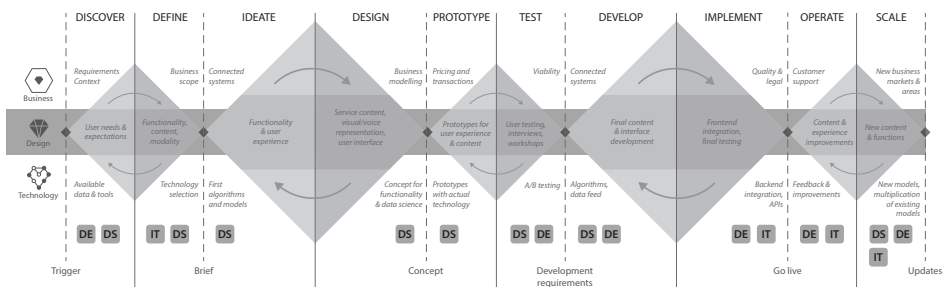 DISCOVER DEFINE IDEATE DESIGN PROTOTYPE TEST DEVELOP IMPLEMENT OPERATE SCALE
Business
Requirements
Context
Business
scope
Connected
systems
Business
modelling
Pricing and
transactions
Viability
Connected
systems
Quality &
legal
Customer
support
New business
markets &
areas
Design
User needs &
expectations
Functionality,
content,
modality
Functionality
& user
experience
Service content,
visual/voice
representation,
user interface
Prototypes for
user experience
& content
User testing,
interviews,
workshops
Final content
& interface
development
Frontend
integration,
final testing
Content &
experience
improvements
New content
& functions
Technology
Available
data & tools
Technology
selection
First
algorithms
and models
Concept for
functionality
& data science
Prototypes
with actual
technology
A/B testing
Algorithms,
data feed
Backend
integration,
APIs
Feedback &
improvements
New models,
multiplication
of existing
models
DE DS IT DS DS DS DS DS DE DS DE DE IT DE IT DS DE
IT
Trigger
Brief
Concept
Development
requirements
Go live
Updates